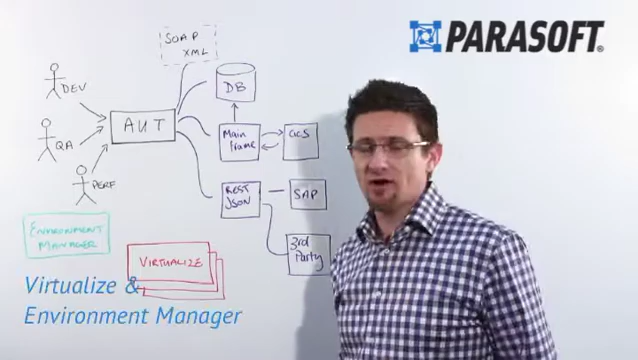 PARASOFT®
SOAP
XML
DEV
DB
AUT
QA
Main
frame
CICS
PERF
REST
JSON
SAP
ENVIRONMENT
MANAGER
3rd
Party
VIRTUALIZE
Virtualize &
Environment Manager